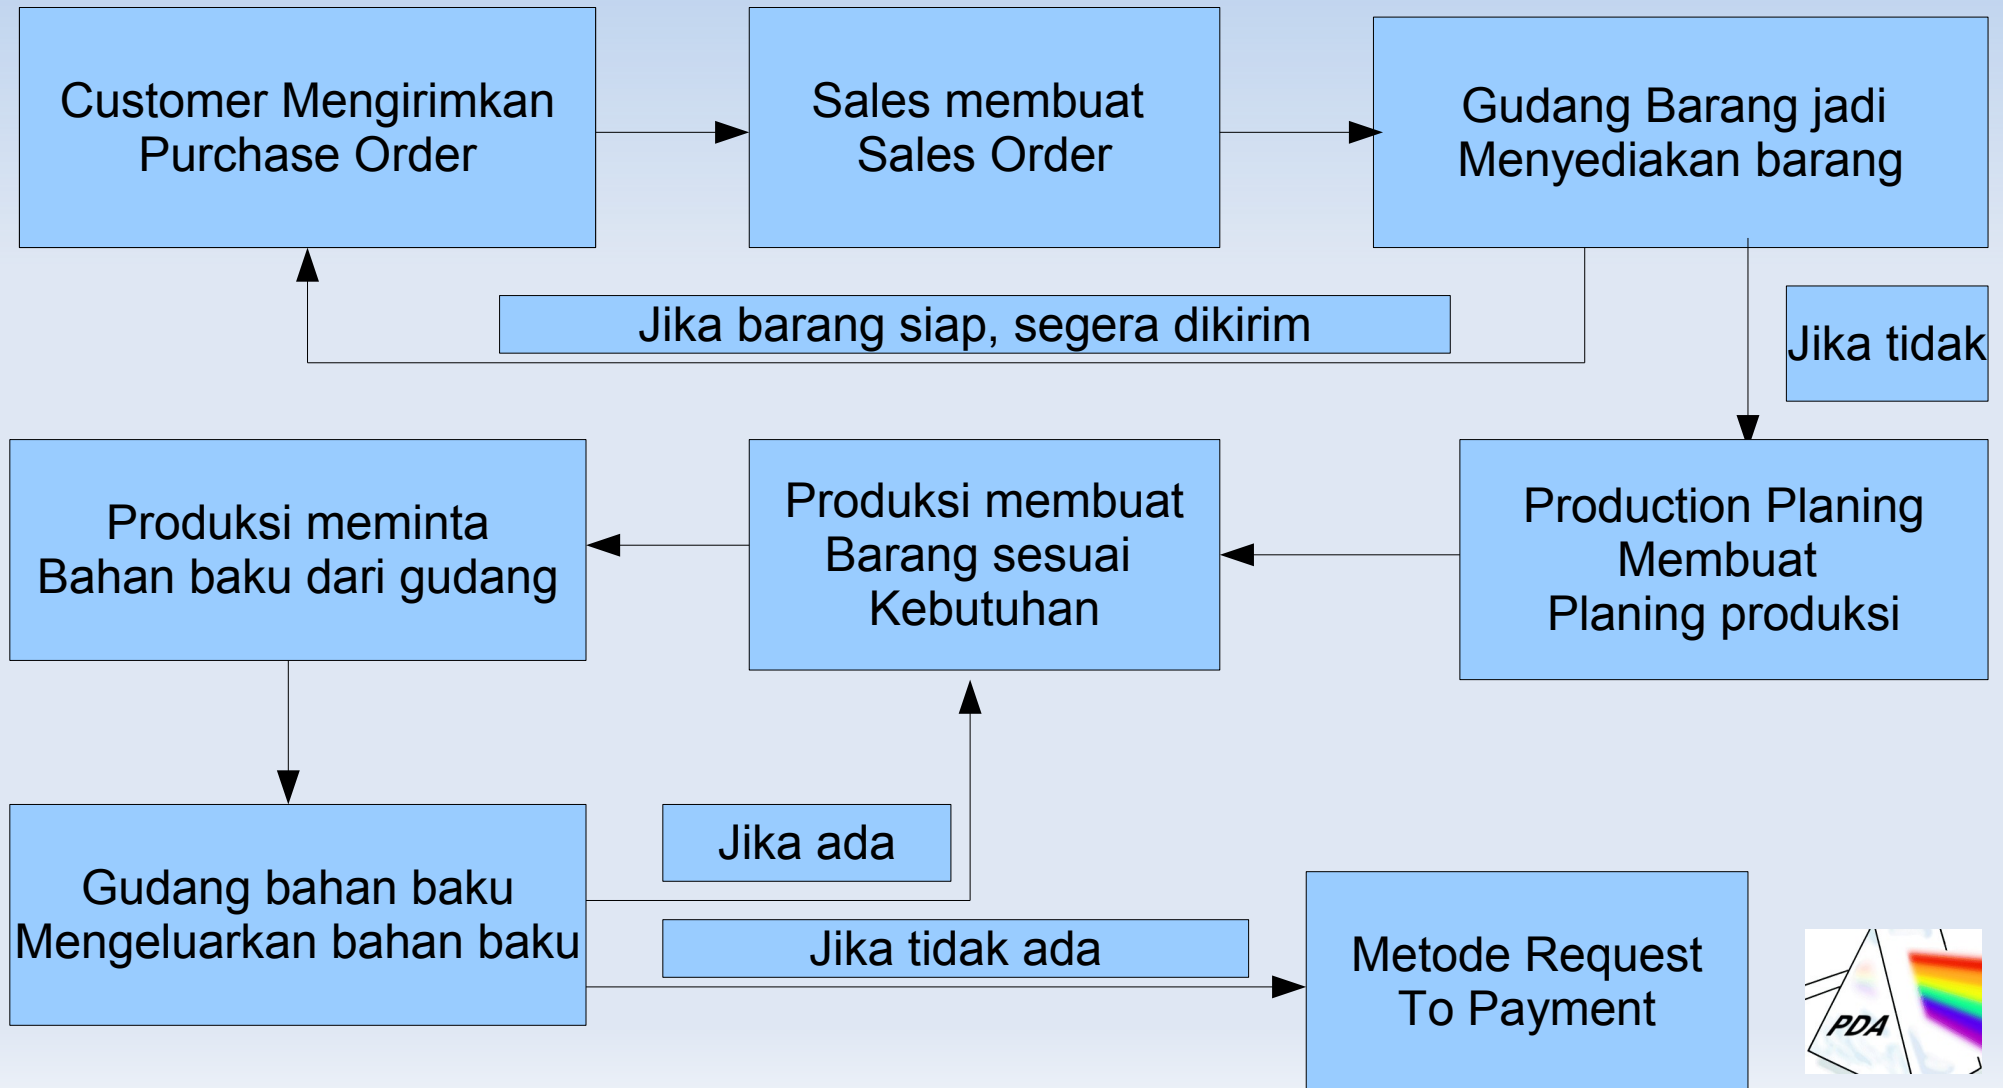 Customer Mengirimkan
Purchase Order
Sales membuat
Sales Order
Gudang Barang jadi
Menyediakan barang
Jika barang siap, segera dikirim
Jika tidak
Produksi meminta
Bahan baku dari gudang
Produksi membuat
Barang sesuai
Kebutuhan
Production Planing
Membuat
Planing produksi
Gudang bahan baku
Mengeluarkan bahan baku
Jika ada
Jika tidak ada
Metode Request
To Payment
PDA